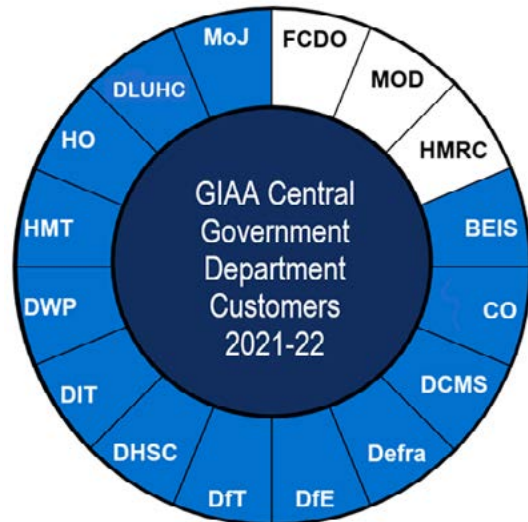 MoJ
FCDO
MOD
HMRC
BEIS
CO
DCMS
Defra
DfE
DfT
DHSC
DIT
DWP
HMT
HO
DLUHC
GIAA Central
Government
Department
Customers
2021-22